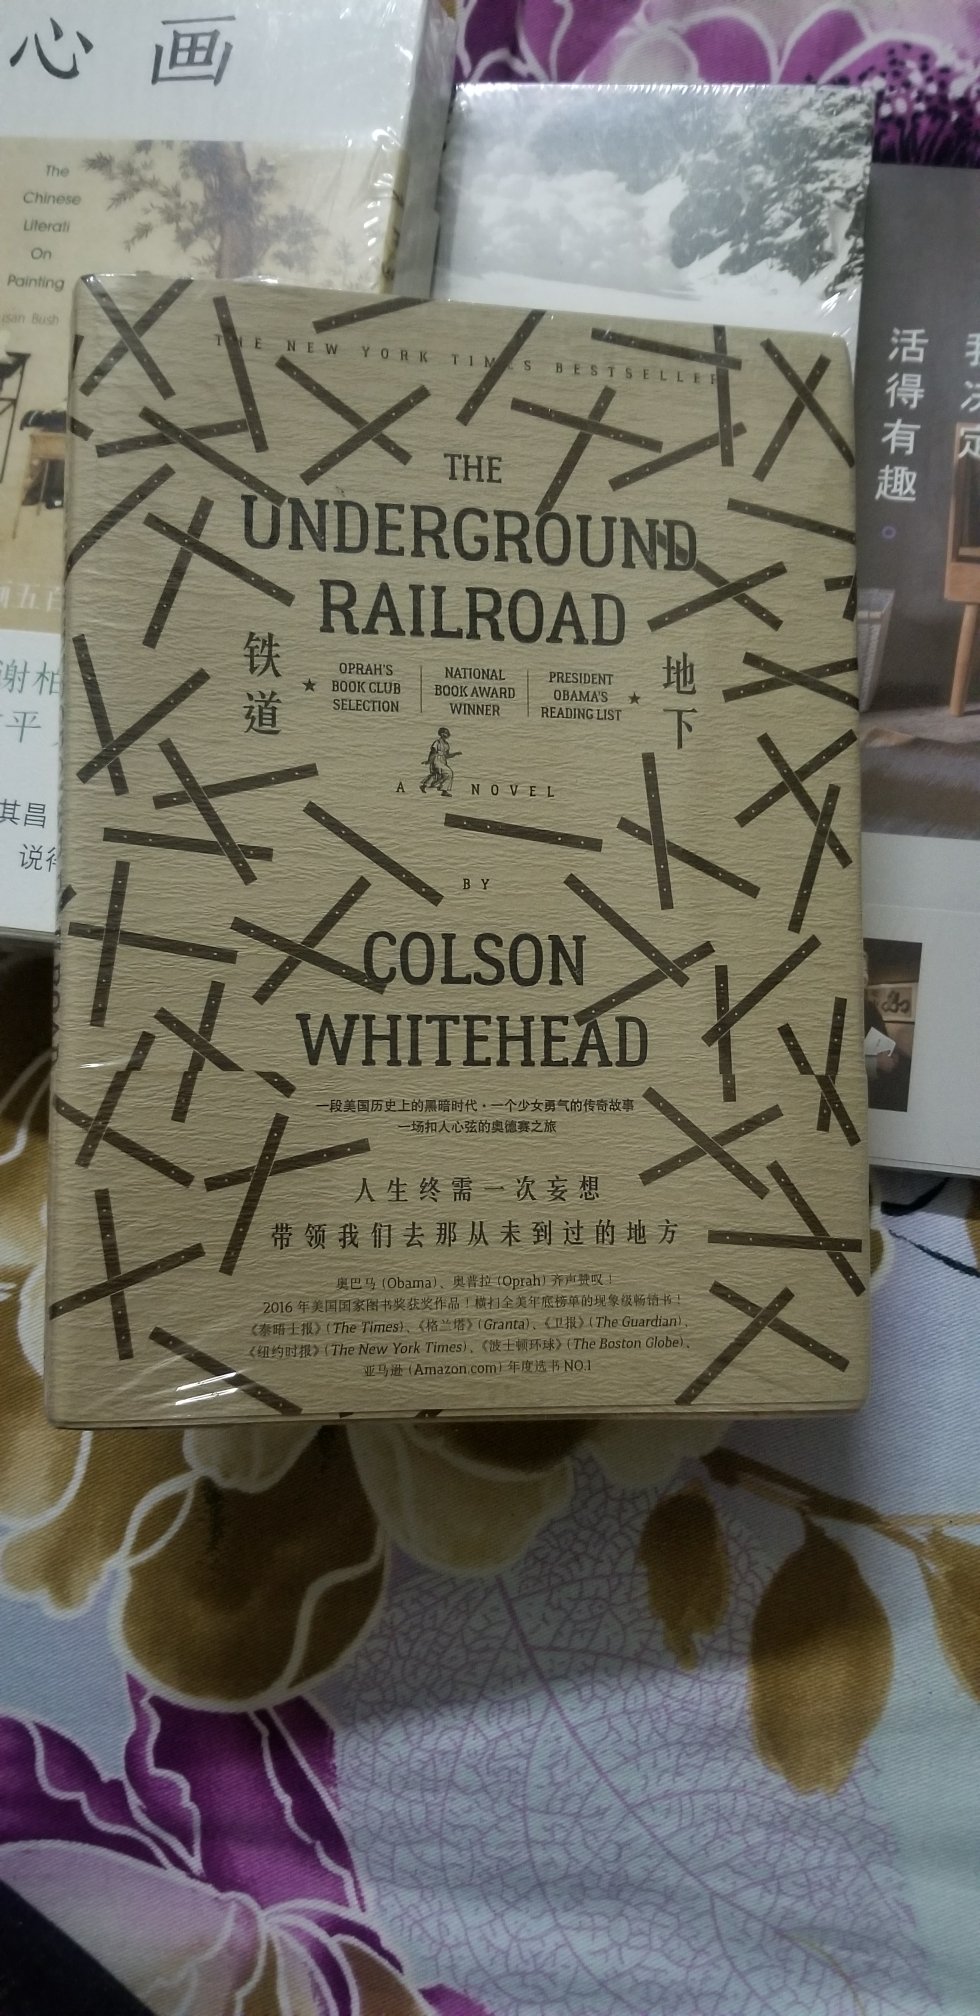 心画
The
Chinese
Literati
On
Painting
usan Bush
谢柏
平
其昌
活得有趣。
THE NEW YORK TIMES BESTSELLER
THE
UNDERGROUND
RAILROAD
地下
铁道
OPRAH'S
BOOK CLUB
SELECTION
NATIONAL
BOOK AWARD
WINNER
PRESIDENT
OBAMA'S
READING LIST
A NOVEL
BY
COLSON
WHITEHEAD
一段美国历史上的黑暗时代·一个少女勇气的传奇故事
一场扣人心弦的奥德赛之旅
人生终需一次妄想
带领我们去那从未到过的地方
奥巴马(Obama)、奥普拉(Oprah)齐声赞叹!
2016年美国国家图书奖获奖作品!横扫全美年底榜单的现象级畅销书!
《泰晤士报》(The Times)、《格兰塔》(Granta)、《卫报》(The Guardian)、
《纽约时报》(The New York Times)、《波士顿环球》(The Boston Globe)、
亚马逊(Amazon.com)年度选书NO.1